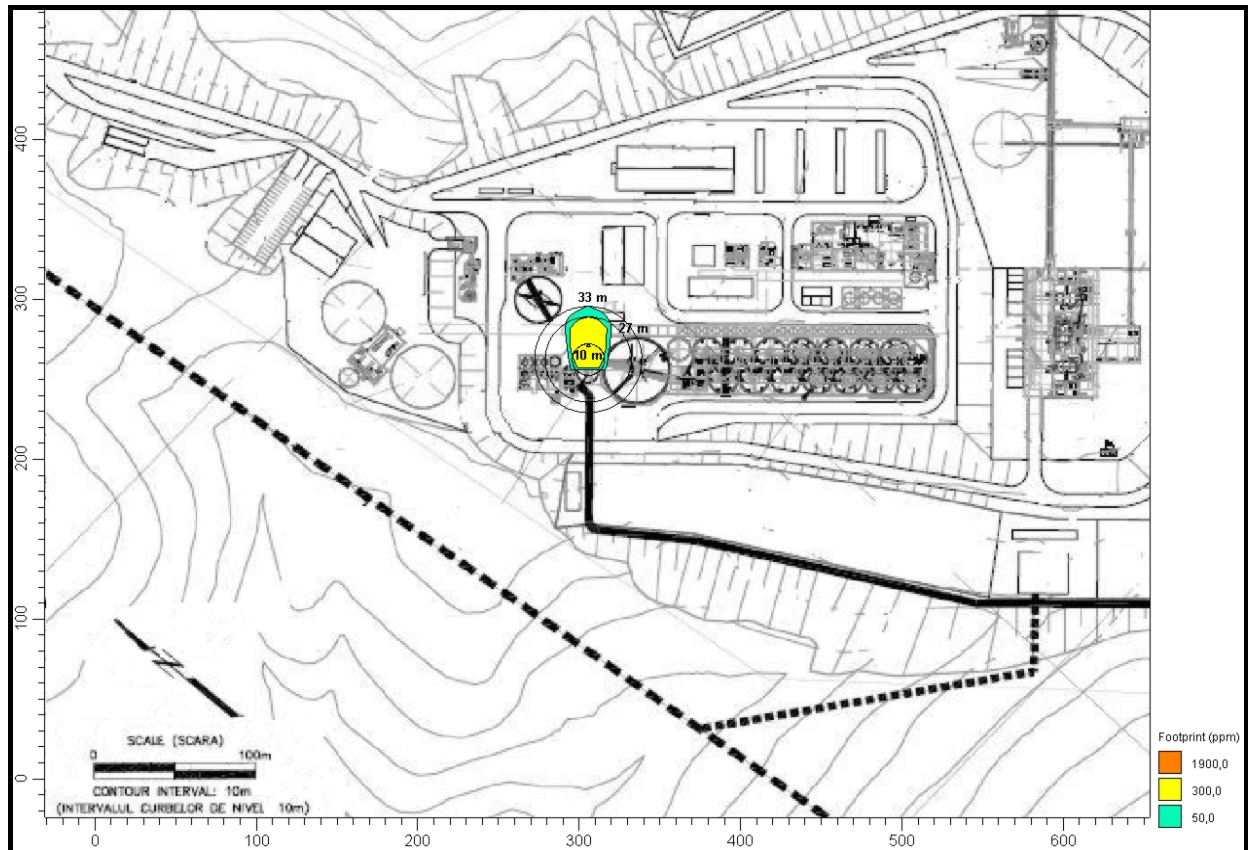 400
300
200
100
0
33 m
27 m
10 m
SCALE (SCARA)
0 100m
CONTOUR INTERVAL: 10m
(INTERVALUL CURBELOR DE NIVEL 10m)
Footprint (ppm)
1900,0
300,0
50,0
0 100 200 300 400 500 600